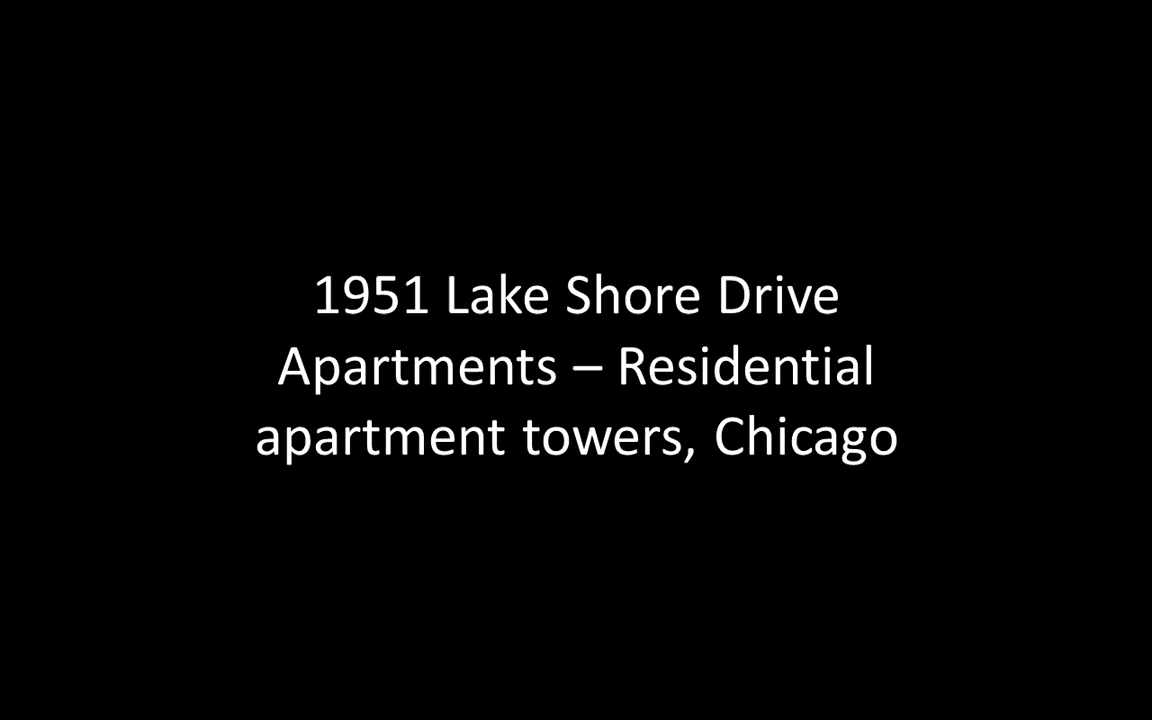 1951 Lake Shore Drive
Apartments – Residential
apartment towers, Chicago